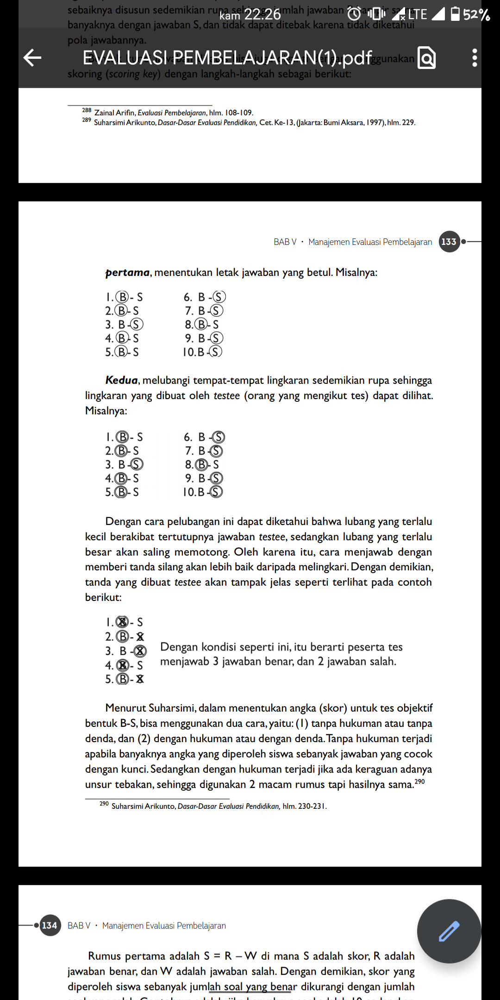 sebaiknya disusun sedemikian rupa sehingga jumlah jawaban B hampir sama
kam 22.26
LTE
52%
banyaknya dengan jawaban S, dan tidak dapat ditebak karena tidak diketahui
pola jawabannya.
EVALUASI PEMBELAJARAN(1).pdf
menggunakan
skoring (scoring key) dengan langkah-langkah sebagai berikut:
288 Zainal Arifin, Evaluasi Pembelajaran, hlm. 108-109.
289 Suharsimi Arikunto, Dasar-Dasar Evaluasi Pendidikan, Cet. Ke-13, (Jakarta: Bumi Aksara, 1997), hlm. 229.
BAB V • Manajemen Evaluasi Pembelajaran 133
pertama, menentukan letak jawaban yang betul. Misalnya:
1. B - S 6. B - S
2. B - S 7. B - S
3. B - S 8. B - S
4. B - S 9. B - S
5. B - S 10. B - S
Kedua, melubangi tempat-tempat lingkaran sedemikian rupa sehingga
lingkaran yang dibuat oleh testee (orang yang mengikut tes) dapat dilihat.
Misalnya:
1. B - S 6. B - S
2. B - S 7. B - S
3. B - S 8. B - S
4. B - S 9. B - S
5. B - S 10. B - S
Dengan cara pelubangan ini dapat diketahui bahwa lubang yang terlalu
kecil berakibat tertutupnya jawaban testee, sedangkan lubang yang terlalu
besar akan saling memotong. Oleh karena itu, cara menjawab dengan
memberi tanda silang akan lebih baik daripada melingkari. Dengan demikian,
tanda yang dibuat testee akan tampak jelas seperti terlihat pada contoh
berikut:
1. B - S
2. B - S
3. B - S
4. B - S
5. B - S
Dengan kondisi seperti ini, itu berarti peserta tes
menjawab 3 jawaban benar, dan 2 jawaban salah.
Menurut Suharsimi, dalam menentukan angka (skor) untuk tes objektif
bentuk B-S, bisa menggunakan dua cara, yaitu: (1) tanpa hukuman atau tanpa
denda, dan (2) dengan hukuman atau dengan denda. Tanpa hukuman terjadi
apabila banyaknya angka yang diperoleh siswa sebanyak jawaban yang cocok
dengan kunci. Sedangkan dengan hukuman terjadi jika ada keraguan adanya
unsur tebakan, sehingga digunakan 2 macam rumus tapi hasilnya sama.290
290 Suharsimi Arikunto, Dasar-Dasar Evaluasi Pendidikan, hlm. 230-231.
134 BAB V • Manajemen Evaluasi Pembelajaran
Rumus pertama adalah S = R – W di mana S adalah skor, R adalah
jawaban benar, dan W adalah jawaban salah. Dengan demikian, skor yang
diperoleh siswa sebanyak jumlah soal yang benar dikurangi dengan jumlah